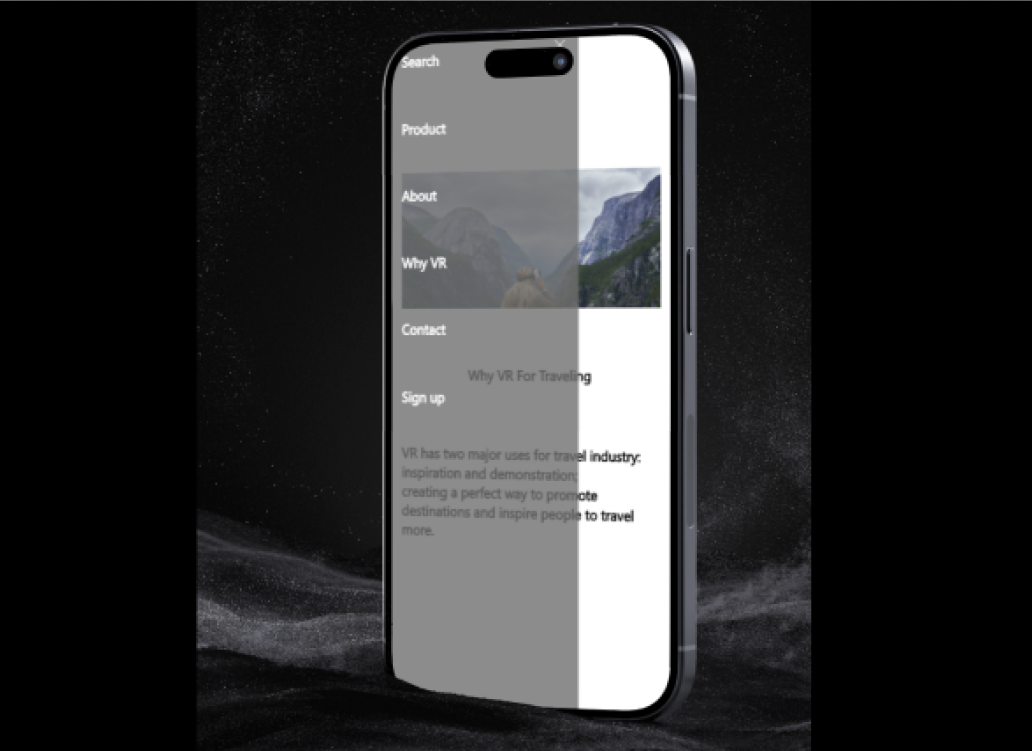 Search
Product
About
Why VR
Contact
Why VR For Traveling
Sign up
VR has two major uses for travel industry:
inspiration and demonstration;
creating a perfect way to promote
destinations and inspire people to travel
more.